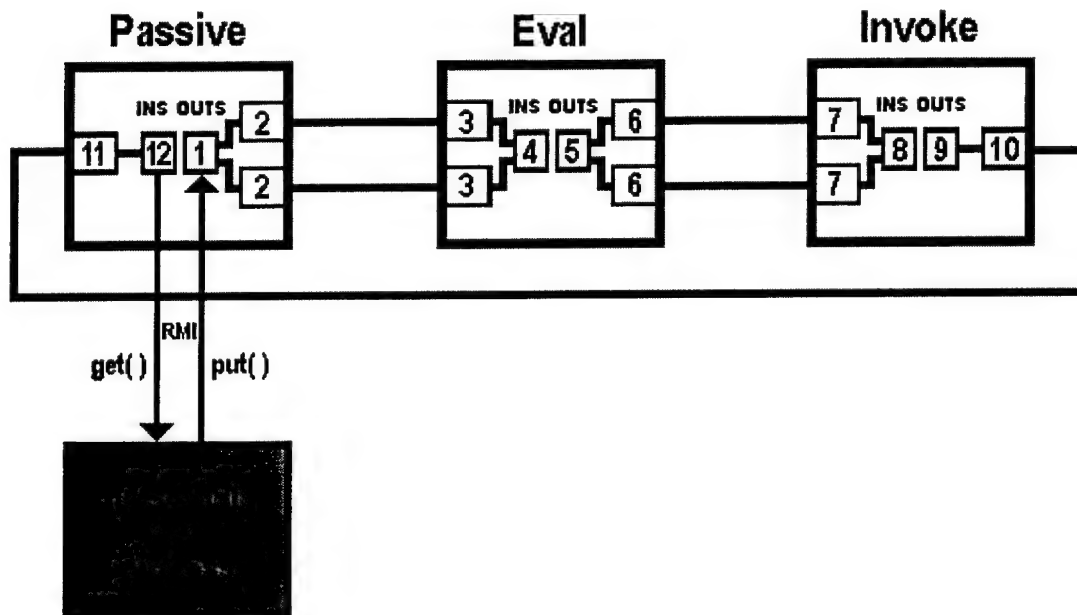 Passive Eval Invoke
INS OUTS INS OUTS INS OUTS
2 3 6 7
11 12 1 4 5 8 9 10
2 3 6 7
RMI
get( ) put( )